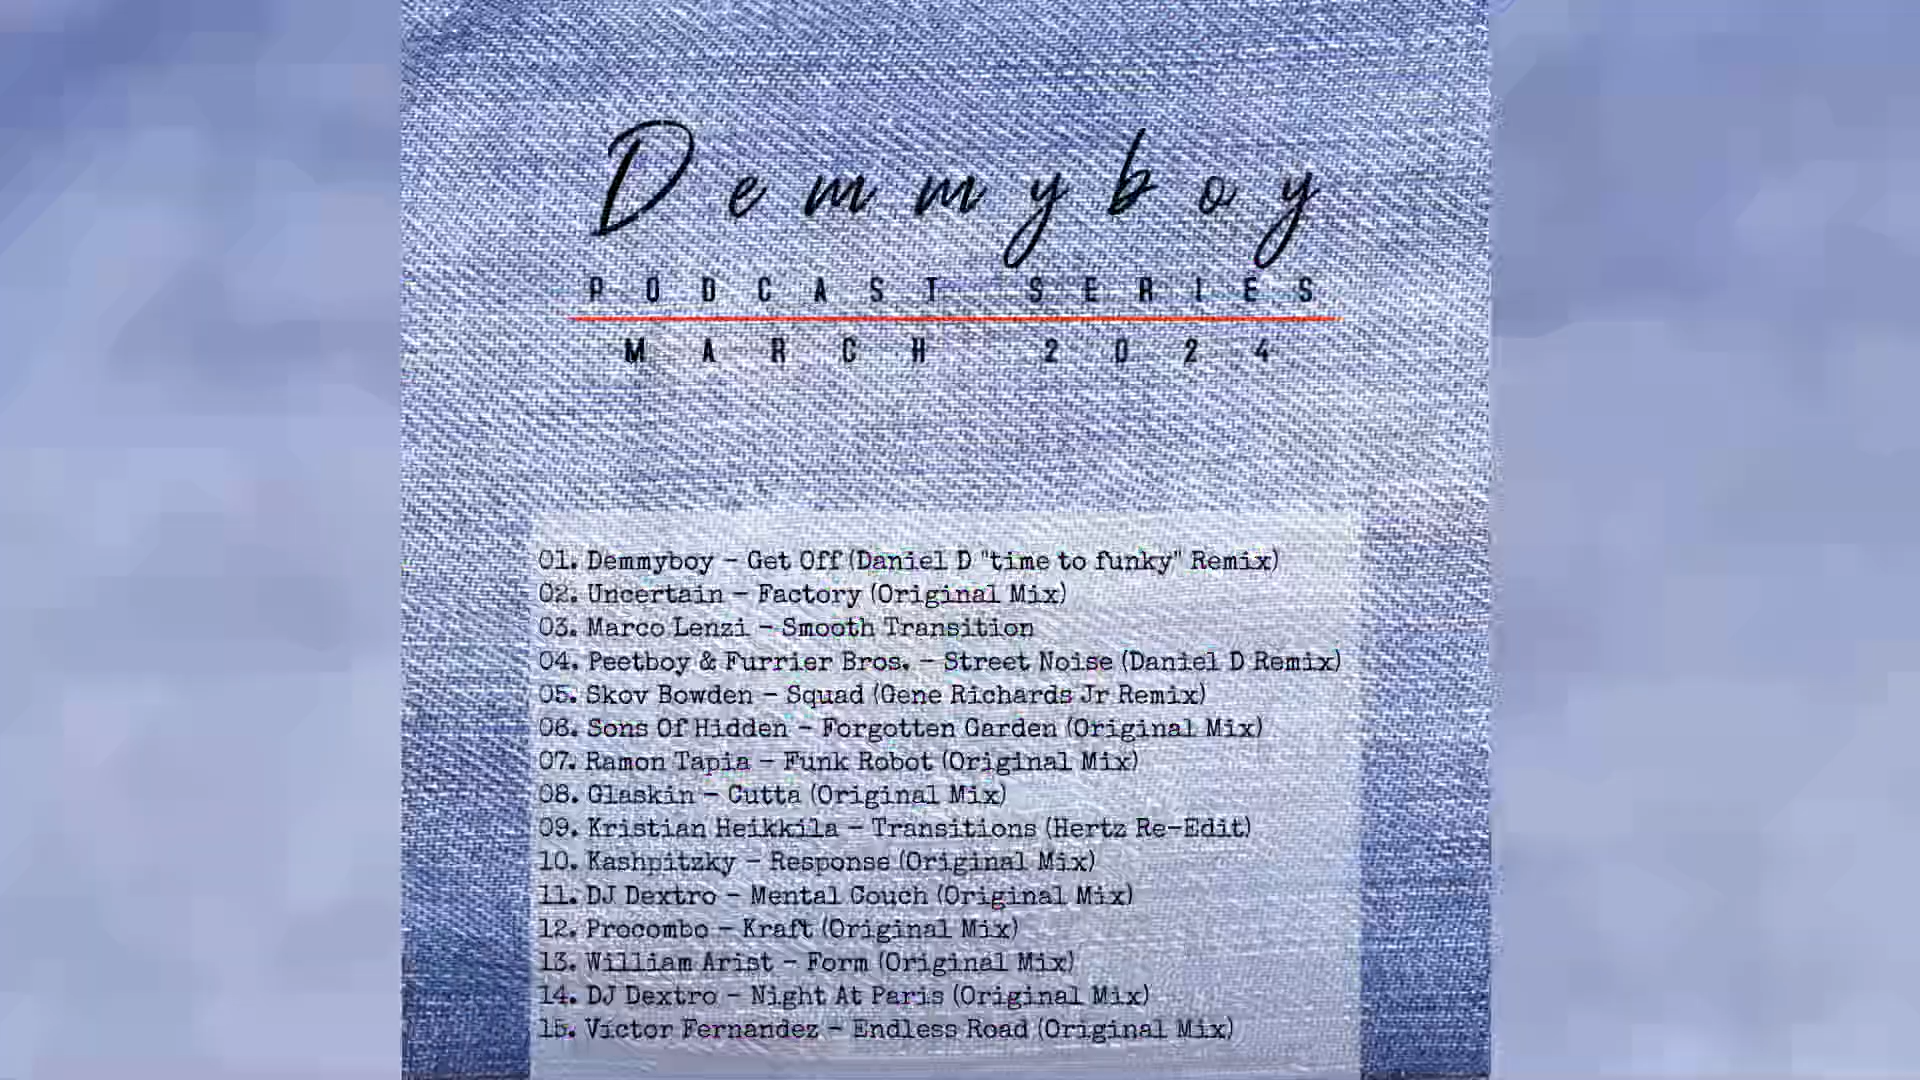 Demmyboy
PODCAST SERIES
MARCH 2024
01. Demmyboy - Get Off (Daniel D "time to funky" Remix)
02. Uncertain - Factory (Original Mix)
03. Marco Lenzi - Smooth Transition
04. Peetboy & Furrier Bros. - Street Noise (Daniel D Remix)
05. Skov Bowden - Squad (Gene Richards Jr Remix)
06. Sons Of Hidden - Forgotten Garden (Original Mix)
07. Ramon Tapia - Funk Robot (Original Mix)
08. Glaskin - Cutta (Original Mix)
09. Kristian Heikkila - Transitions (Hertz Re-Edit)
10. Kashpitzky - Response (Original Mix)
11. DJ Dextro - Mental Couch (Original Mix)
12. Procombo - Kraft (Original Mix)
13. William Arist - Form (Original Mix)
14. DJ Dextro - Night At Paris (Original Mix)
15. Victor Fernandez - Endless Road (Original Mix)